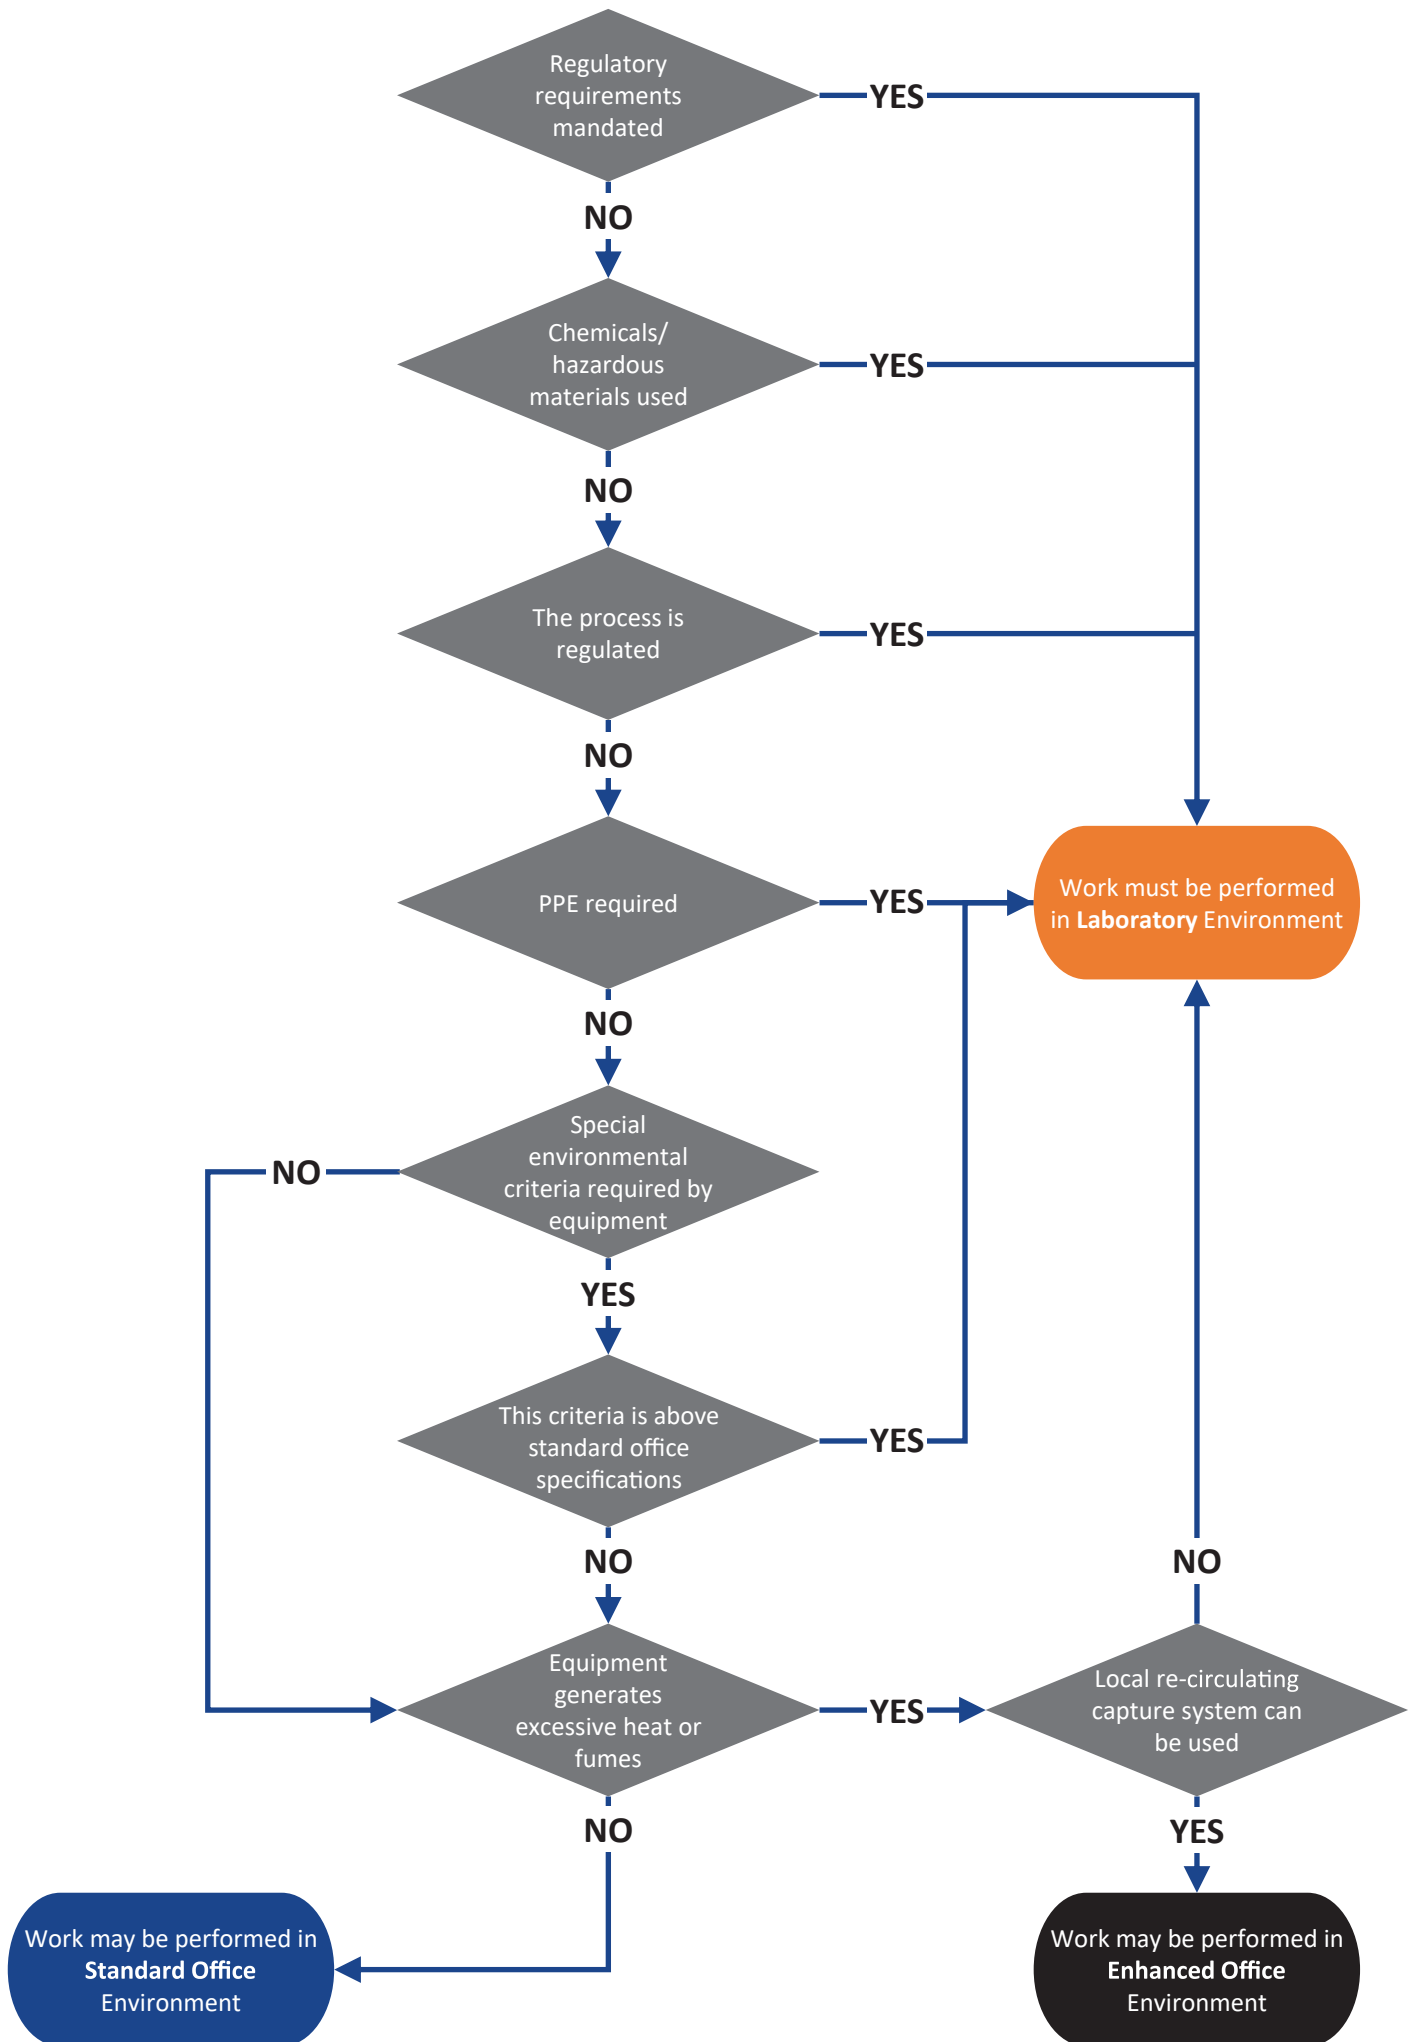 Regulatory
requirements
mandated
YES
NO
Chemicals/
hazardous
materials used
YES
NO
The process is
regulated
YES
NO
PPE required
YES
Work must be performed
in Laboratory Environment
NO
Special
environmental
criteria required by
equipment
NO
YES
This criteria is above
standard office
specifications
YES
NO
NO
Equipment
generates
excessive heat or
fumes
YES
Local re-circulating
capture system can
be used
NO
YES
Work may be performed in
Standard Office
Environment
Work may be performed in
Enhanced Office
Environment